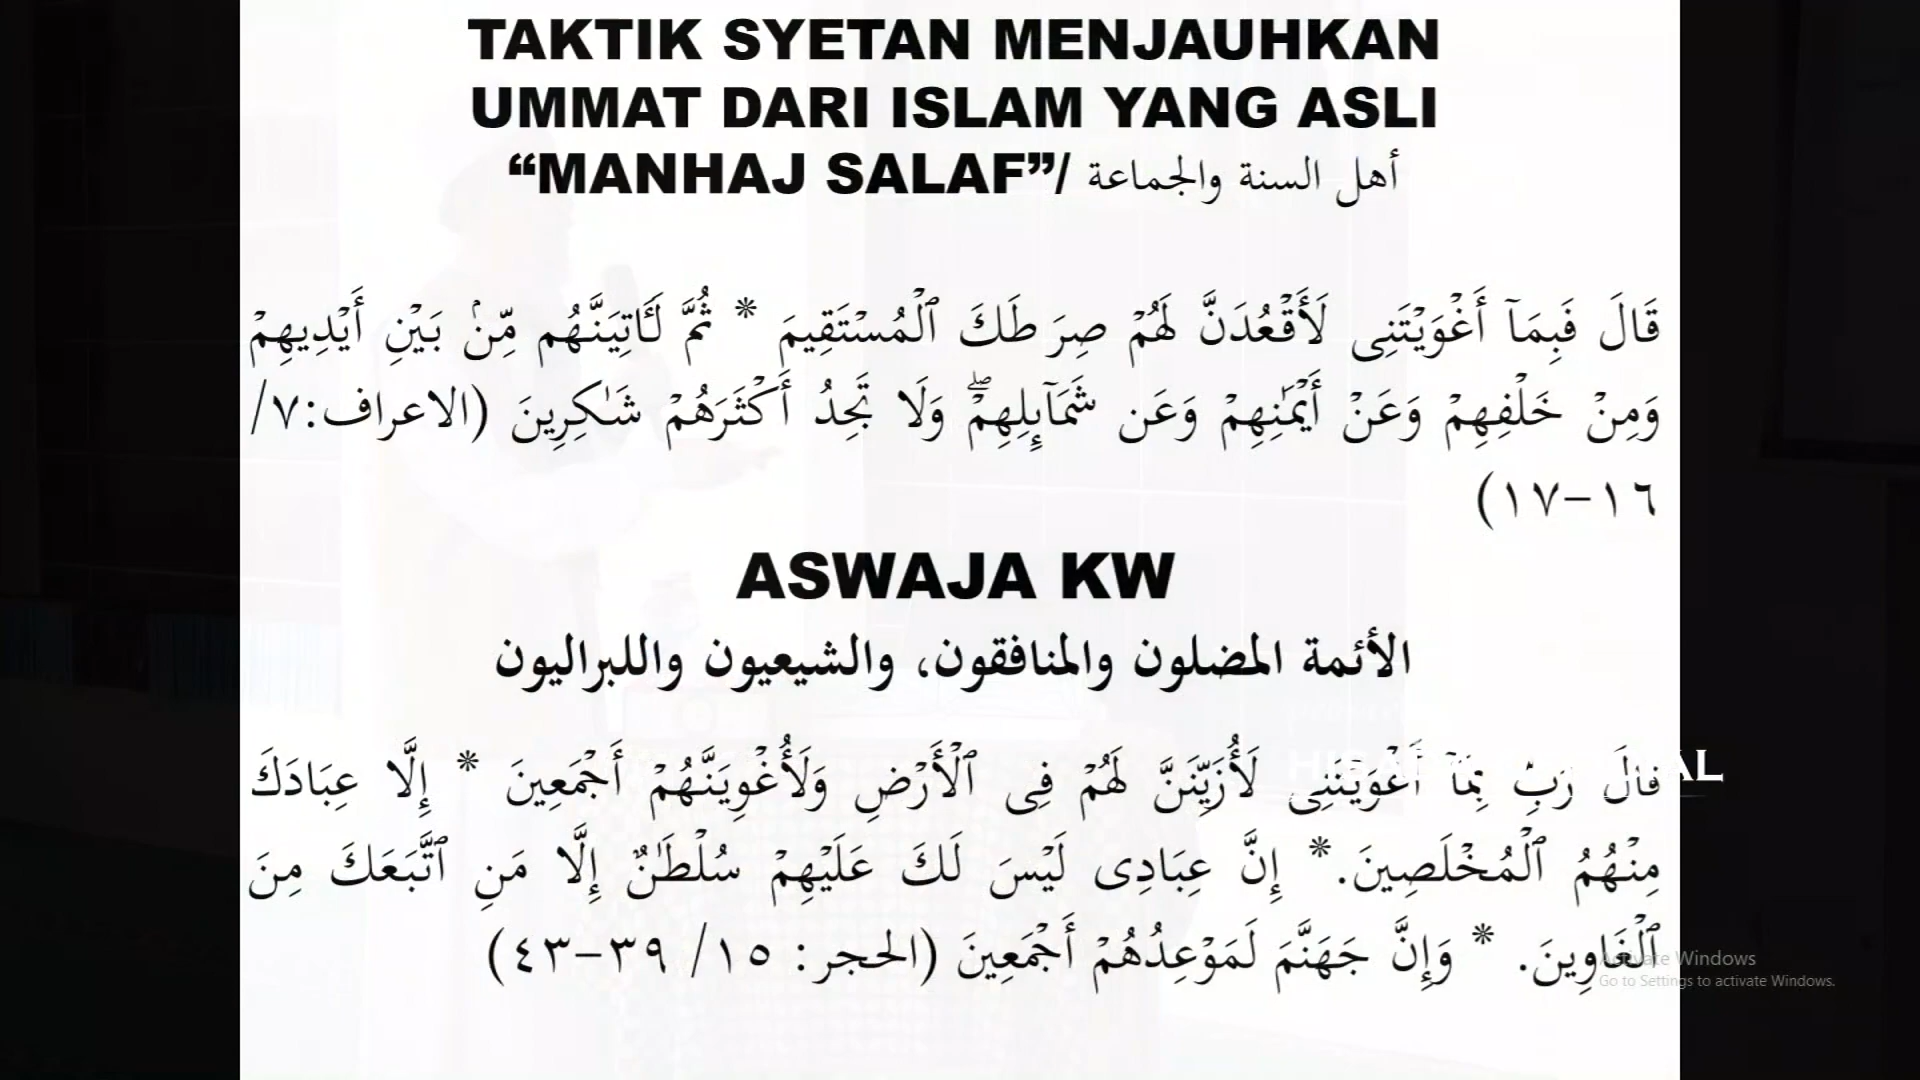 TAKTIK SYETAN MENJAUHKAN
UMMAT DARI ISLAM YANG ASLI
“MANHAJ SALAF”/ أهل السنة والجماعة
قَالَ فَبِمَآ أَغْوَيْتَنِى لَأَقْعُدَنَّ لَهُمْ صِرَٰطَكَ ٱلْمُسْتَقِيمَ * ثُمَّ لَءَاتِيَنَّهُم مِّنۢ بَيْنِ أَيْدِيهِمْ
وَمِنْ خَلْفِهِمْ وَعَنْ أَيْمَٰنِهِمْ وَعَن شَمَآئِلِهِمْ ۖ وَلَا تَجِدُ أَكْثَرَهُمْ شَٰكِرِينَ (الاعراف:٧/
١٦-١٧)
ASWAJA KW
الأئمة المضلون والمنافقون، والشيعيون واللبراليون
قَالَ رَبِّ بِمَآ أَغْوَيْتَنِى لَأُزَيِّنَنَّ لَهُمْ فِى ٱلْأَرْضِ وَلَأُغْوِيَنَّهُمْ أَجْمَعِينَ * إِلَّا عِبَادَكَ
مِنْهُمُ ٱلْمُخْلَصِينَ. * إِنَّ عِبَادِى لَيْسَ لَكَ عَلَيْهِمْ سُلْطَٰنٌ إِلَّا مَنِ ٱتَّبَعَكَ مِنَ
ٱلْغَاوِينَ. * وَإِنَّ جَهَنَّمَ لَمَوْعِدُهُمْ أَجْمَعِينَ (الحجر: ١٥/ ٣٩-٤٣)
Activate Windows
Go to Settings to activate Windows.